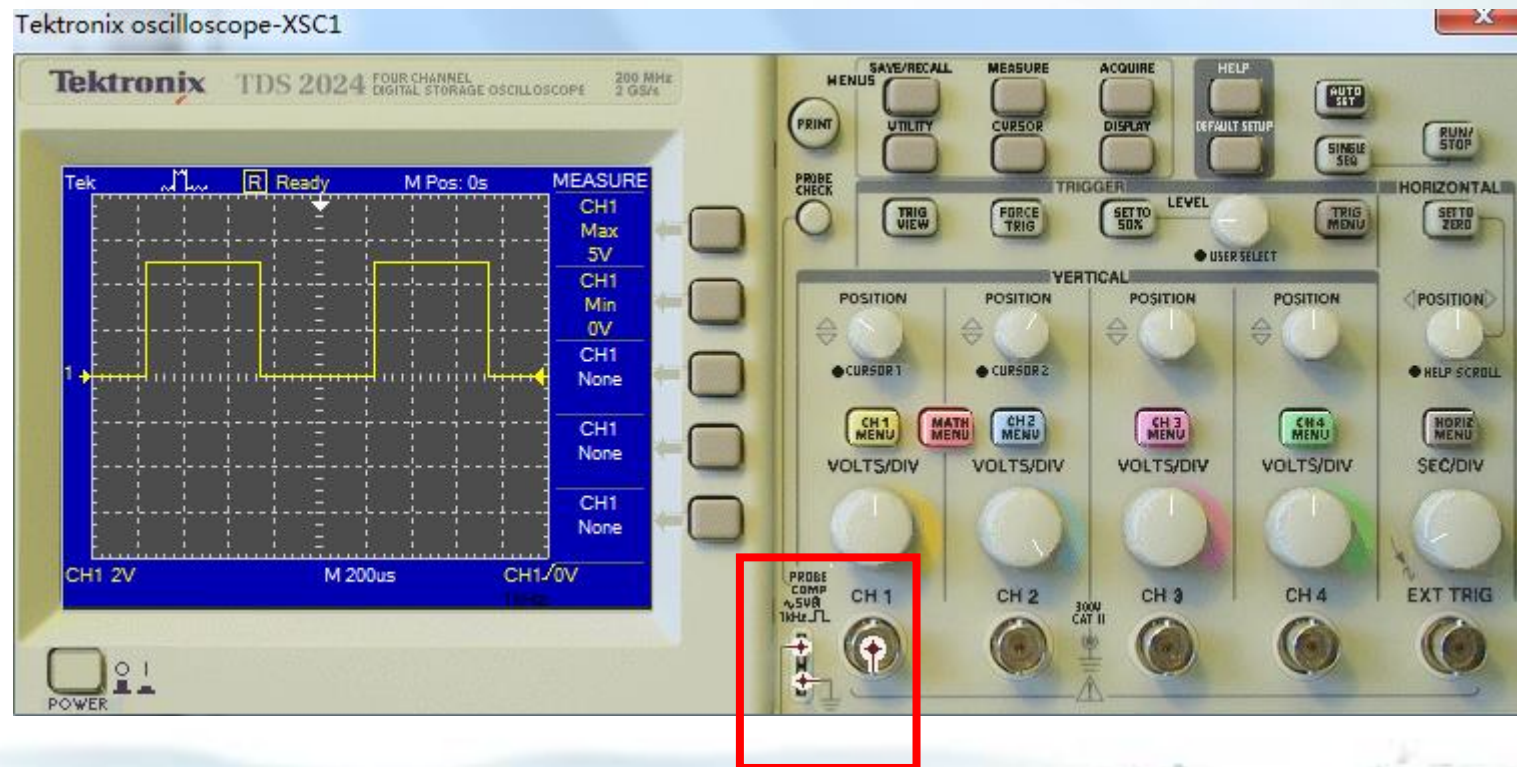 Tektronix oscilloscope-XSC1
x
Tektronix TDS 2024 FOUR CHANNEL
DIGITAL STORAGE OSCILLOSCOPE
200 MHz
2 GS/s
Tek
R Ready
M Pos: 0s
MEASURE
CH1
Max
5V
CH1
Min
0V
CH1
None
CH1
None
CH1
None
1
CH1 2V
M 200us
CH1/0V
POWER
MENUS
SAVE/RECALL
MEASURE
ACQUIRE
HELP
AUTO
SET
PRINT
UTILITY
CURSOR
DISPLAY
DEFAULT SETUP
SINGLE
SEQ
RUN/
STOP
PROBE
CHECK
TRIGGER
HORIZONTAL
TRIG
VIEW
FORCE
TRIG
SET TO
50%
LEVEL
USER SELECT
TRIG
MENU
SET TO
ZERO
VERTICAL
POSITION
POSITION
POSITION
POSITION
POSITION
CURSOR 1
CURSOR 2
HELP SCROLL
CH 1
MENU
MATH
MENU
CH 2
MENU
CH 3
MENU
CH 4
MENU
HORIZ
MENU
VOLTS/DIV
VOLTS/DIV
VOLTS/DIV
VOLTS/DIV
SEC/DIV
PROBE
COMP
~5V@
1kHz
CH 1
CH 2
300V
CAT II
CH 3
CH 4
EXT TRIG